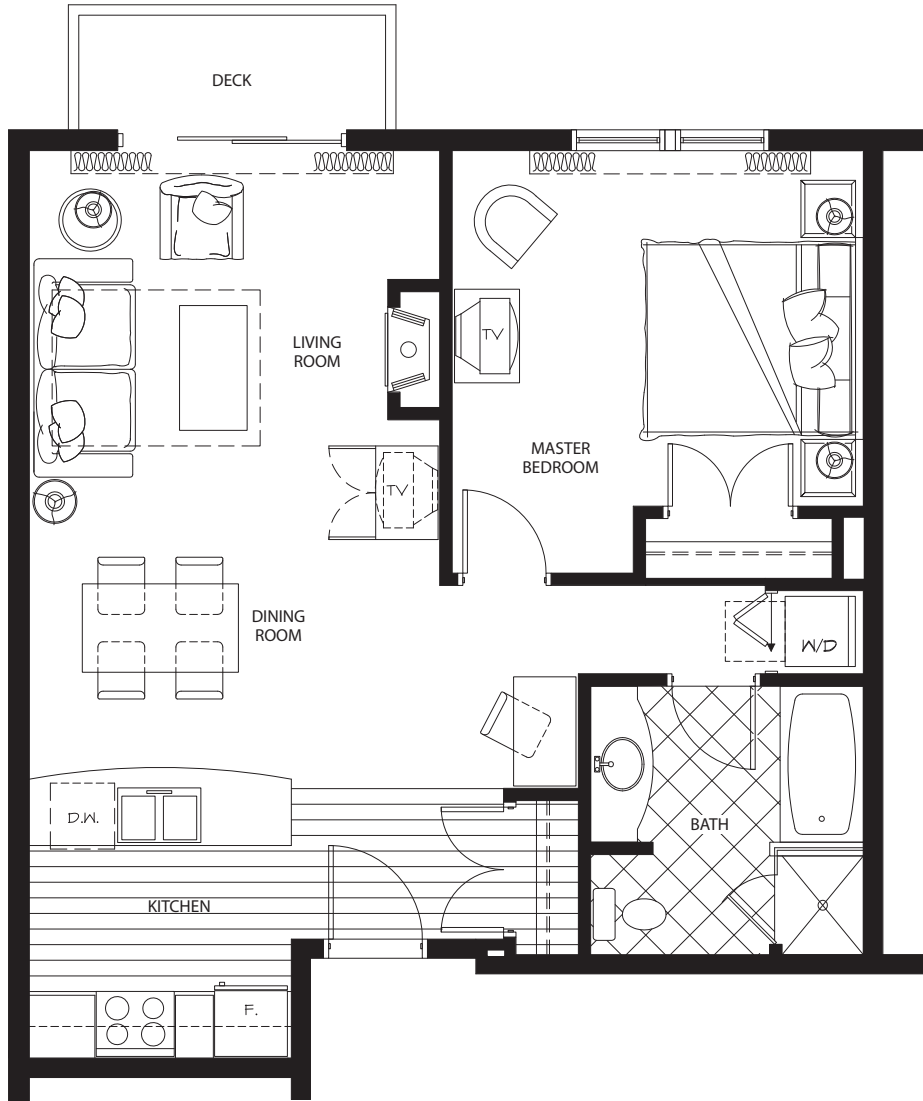 DECK
LIVING
ROOM
TV
MASTER
BEDROOM
TV
DINING
ROOM
W/D
D.W.
BATH
KITCHEN
F.